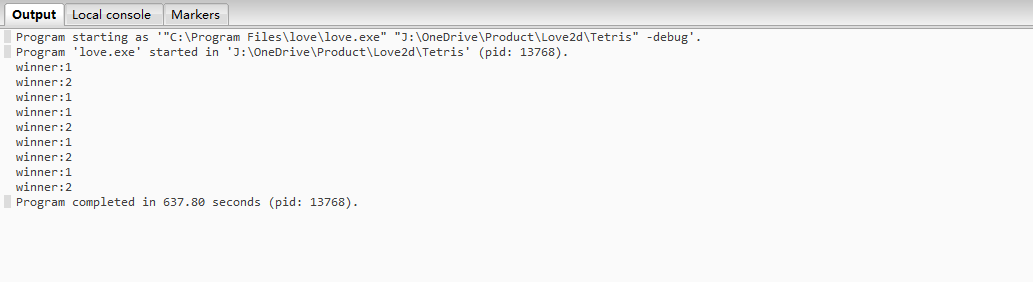 Output Local console Markers
Program starting as '"C:\Program Files\love\love.exe" "J:\OneDrive\Product\Love2d\Tetris" -debug'.
Program 'love.exe' started in 'J:\OneDrive\Product\Love2d\Tetris' (pid: 13768).
winner:1
winner:2
winner:1
winner:1
winner:2
winner:1
winner:2
winner:1
winner:2
Program completed in 637.80 seconds (pid: 13768).